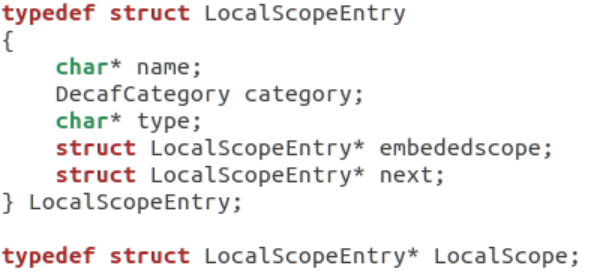 typedef struct LocalScopeEntry
{
    char* name;
    DecafCategory category;
    char* type;
    struct LocalScopeEntry* embededscope;
    struct LocalScopeEntry* next;
} LocalScopeEntry;

typedef struct LocalScopeEntry* LocalScope;